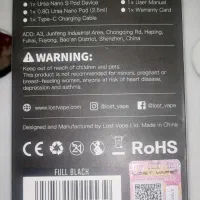 1x Ursa Nano S Pod Device
1x 0.8Ω Ursa Nano Pod (2.5ml)
1x Type-C Charging Cable
1x User Manual
1x Warranty Card
ADD: A3, Junfeng Industrial Area, Chongqing Rd, Heping,
Fuhai, Fuyong, Bao'an District, Shenzhen, China
WARNING:
Keep out of reach of children and pets.
This product is not recommended for minors, pregnant or
breast-feeding women, anyone at risk of heart disease,
depression and asthma.
www.lostvape.com
@lost_vape
@lost_vape
Designed and Manufactured by Lost Vape | Made in China
CE
RoHS
FULL BLACK